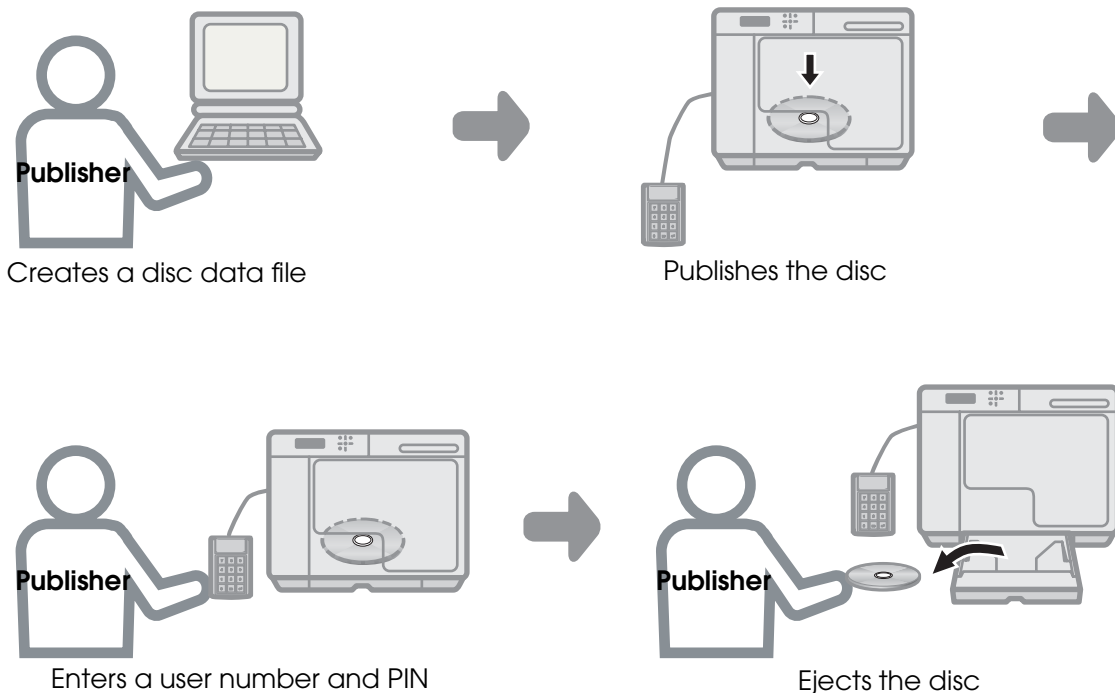 Publisher
Creates a disc data file
Publishes the disc
Publisher
Enters a user number and PIN
Publisher
Ejects the disc